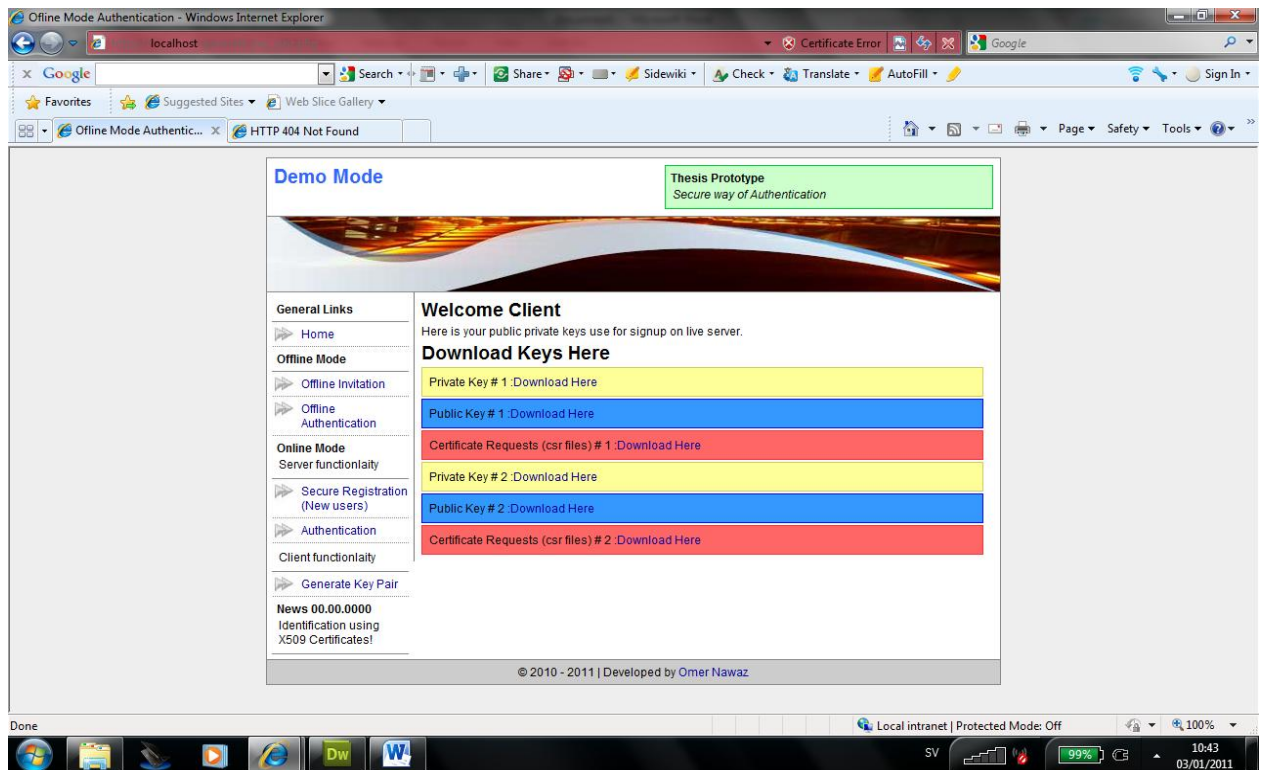 Ofline Mode Authentication - Windows Internet Explorer
localhost
Certificate Error
Google
x Google
Search
Share
Sidewiki
Check
Translate
AutoFill
Sign In
Favorites
Suggested Sites
Web Slice Gallery
Ofline Mode Authentic... x
HTTP 404 Not Found
Page
Safety
Tools
Demo Mode
Thesis Prototype
Secure way of Authentication
General Links
Home
Offline Mode
Offline Invitation
Offline
Authentication
Online Mode
Server functionlaity
Secure Registration
(New users)
Authentication
Client functionlaity
Generate Key Pair
News 00.00.0000
Identification using
X509 Certificates!
Welcome Client
Here is your public private keys use for signup on live server.
Download Keys Here
Private Key # 1 :Download Here
Public Key # 1 :Download Here
Certificate Requests (csr files) # 1 :Download Here
Private Key # 2 :Download Here
Public Key # 2 :Download Here
Certificate Requests (csr files) # 2 :Download Here
© 2010 - 2011 | Developed by Omer Nawaz
Done
Local intranet | Protected Mode: Off
100%
Dw
W
SV
99%
10:43
03/01/2011